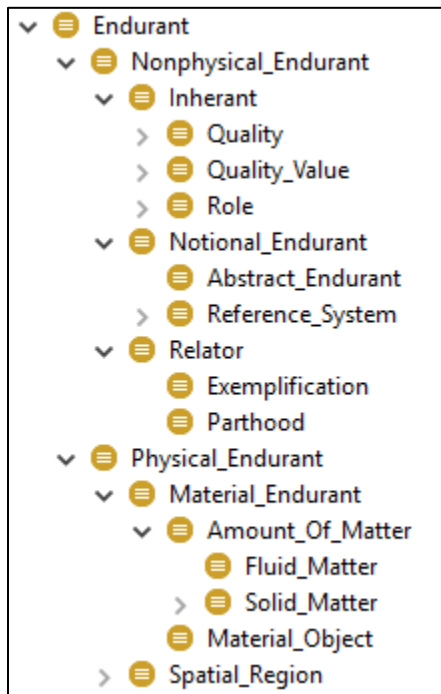 Endurant
Nonphysical_Endurant
Inherant
Quality
Quality_Value
Role
Notional_Endurant
Abstract_Endurant
Reference_System
Relator
Exemplification
Parthood
Physical_Endurant
Material_Endurant
Amount_Of_Matter
Fluid_Matter
Solid_Matter
Material_Object
Spatial_Region